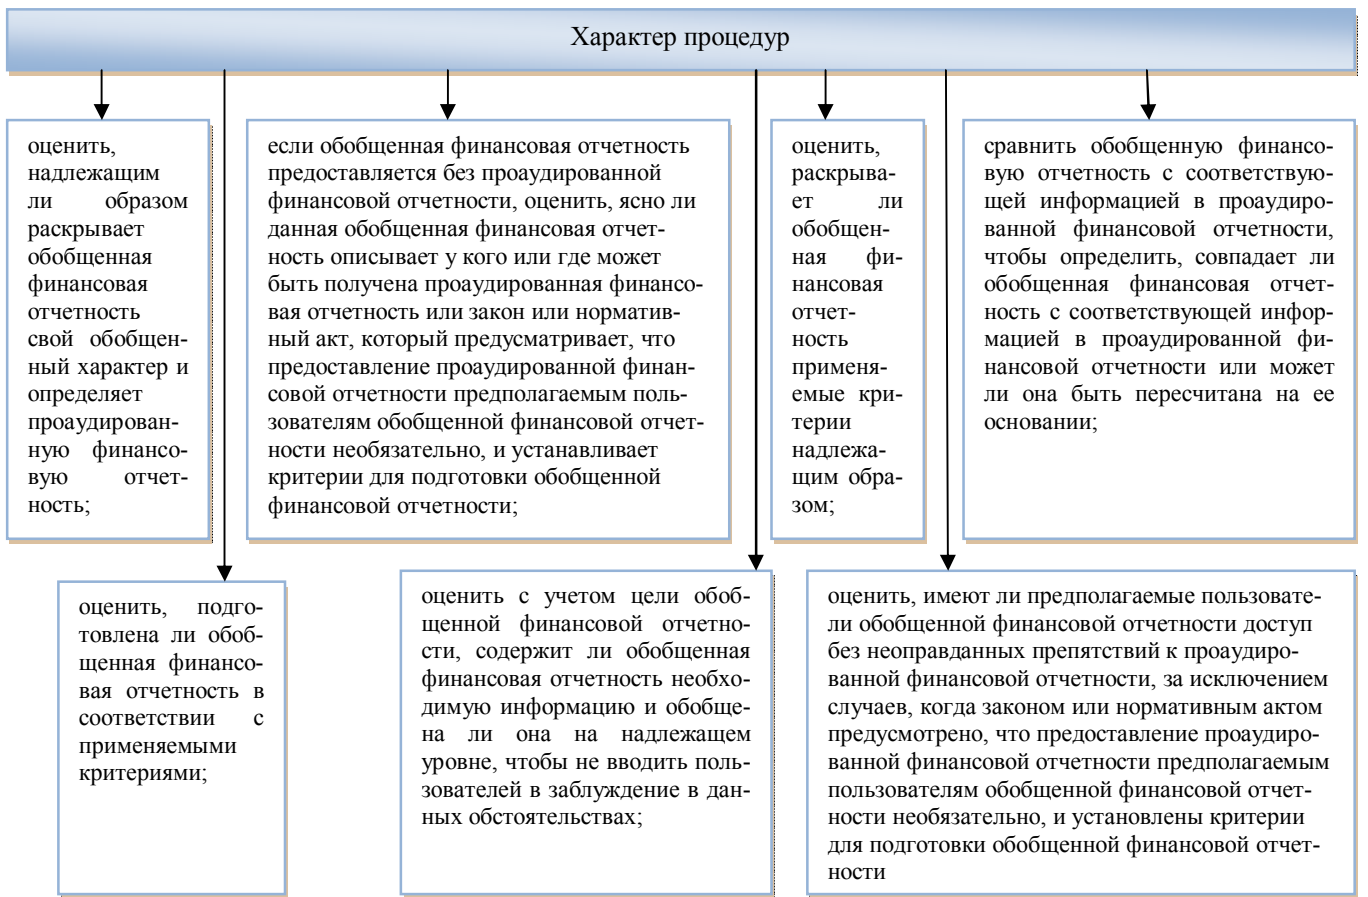 Характер процедур
оценить,
надлежащим
ли образом
раскрывает
обобщенная
финансовая
отчетность
свой обобщен-
ный характер и
определяет
проаудирован-
ную финансо-
вую отчет-
ность;
если обобщенная финансовая отчетность
предоставляется без проаудированной
финансовой отчетности, оценить, ясно ли
данная обобщенная финансовая отчет-
ность описывает у кого или где может
быть получена проаудированная финансо-
вая отчетность или закон или норматив-
ный акт, который предусматривает, что
предоставление проаудированной финан-
совой отчетности предполагаемым поль-
зователям обобщенной финансовой отчет-
ности необязательно, и устанавливает
критерии для подготовки обобщенной
финансовой отчетности;
оценить,
раскрыва-
ет ли
обобщен-
ная фи-
нансовая
отчет-
ность
применя-
емые кри-
терии
надлежа-
щим обра-
зом;
сравнить обобщенную финансо-
вую отчетность с соответствую-
щей информацией в проаудиро-
ванной финансовой отчетности,
чтобы определить, совпадает ли
обобщенная финансовая отчет-
ность с соответствующей инфор-
мацией в проаудированной фи-
нансовой отчетности или может
ли она быть пересчитана на ее
основании;
оценить, подго-
товлена ли обоб-
щенная финансо-
вая отчетность в
соответствии с
применяемыми
критериями;
оценить с учетом цели обоб-
щенной финансовой отчетно-
сти, содержит ли обобщенная
финансовая отчетность необхо-
димую информацию и обобще-
на ли она на надлежащем
уровне, чтобы не вводить поль-
зователей в заблуждение в дан-
ных обстоятельствах;
оценить, имеют ли предполагаемые пользовате-
ли обобщенной финансовой отчетности доступ
без неоправданных препятствий к проаудиро-
ванной финансовой отчетности, за исключением
случаев, когда законом или нормативным актом
предусмотрено, что предоставление проаудиро-
ванной финансовой отчетности предполагаемым
пользователям обобщенной финансовой отчет-
ности необязательно, и установлены критерии
для подготовки обобщенной финансовой отчет-
ности